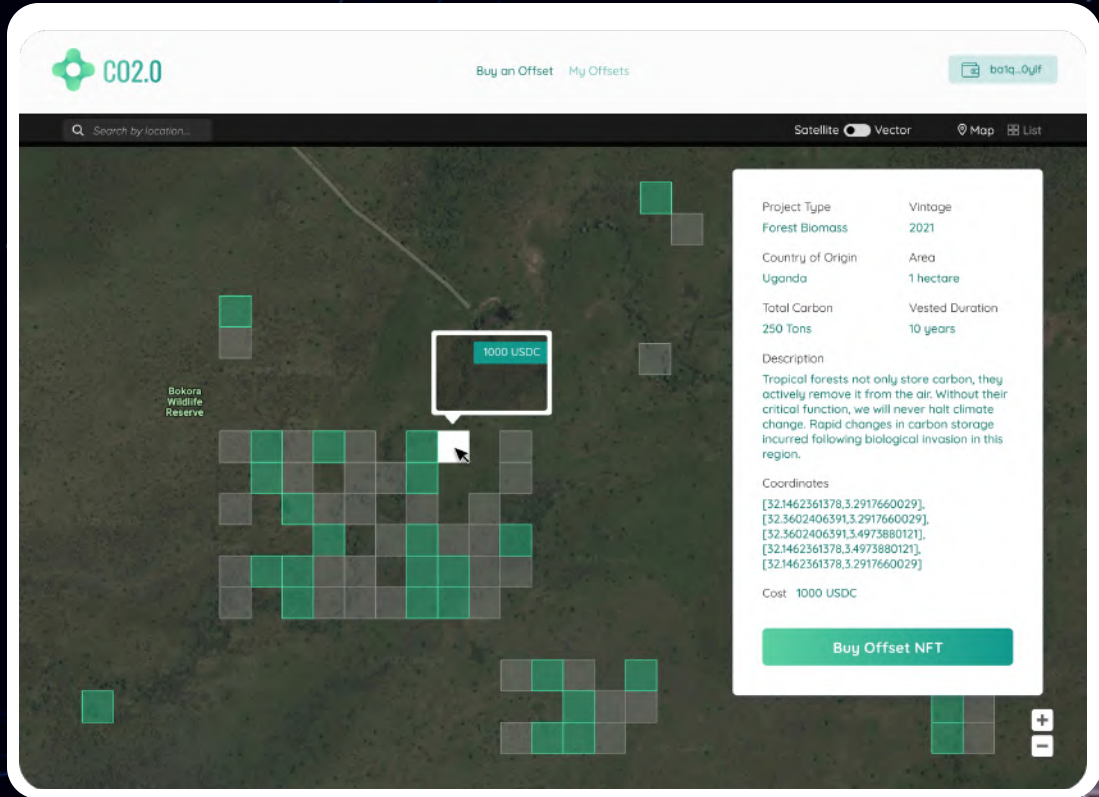 CO2.0
Buy an Offset My Offsets
ba1q...0ylf
Search by location...
Satellite Vector
Map List
1000 USDC
Bokora
Wildlife
Reserve
Project Type Vintage
Forest Biomass 2021
Country of Origin Area
Uganda 1 hectare
Total Carbon Vested Duration
250 Tons 10 years
Description
Tropical forests not only store carbon, they
actively remove it from the air. Without their
critical function, we will never halt climate
change. Rapid changes in carbon storage
incurred following biological invasion in this
region.
Coordinates
[32.1462361378,3.2917660029],
[32.3602406391,3.2917660029],
[32.3602406391,3.4973880121],
[32.1462361378,3.4973880121],
[32.1462361378,3.2917660029]
Cost 1000 USDC
Buy Offset NFT
+
−